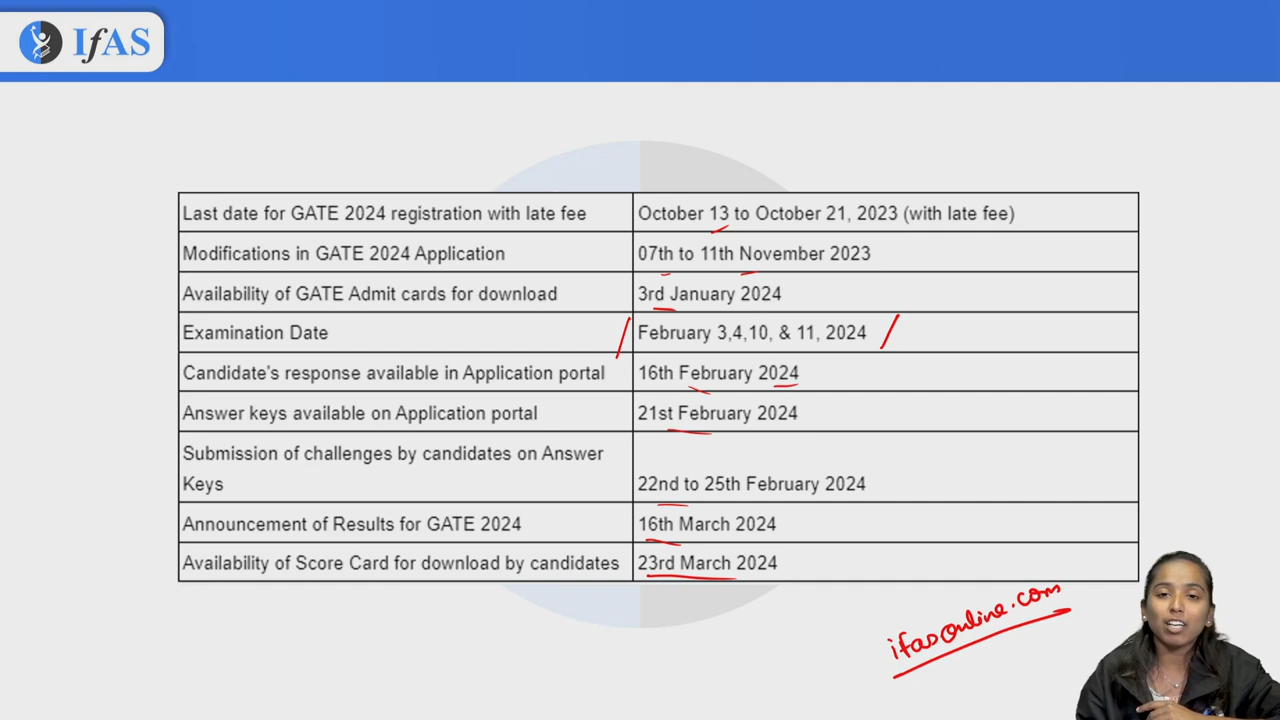 IfAS
Last date for GATE 2024 registration with late fee
October 13 to October 21, 2023 (with late fee)
Modifications in GATE 2024 Application
07th to 11th November 2023
Availability of GATE Admit cards for download
3rd January 2024
Examination Date
February 3,4,10, & 11, 2024
Candidate's response available in Application portal
16th February 2024
Answer keys available on Application portal
21st February 2024
Submission of challenges by candidates on Answer
Keys
22nd to 25th February 2024
Announcement of Results for GATE 2024
16th March 2024
Availability of Score Card for download by candidates
23rd March 2024
ifasonline.com